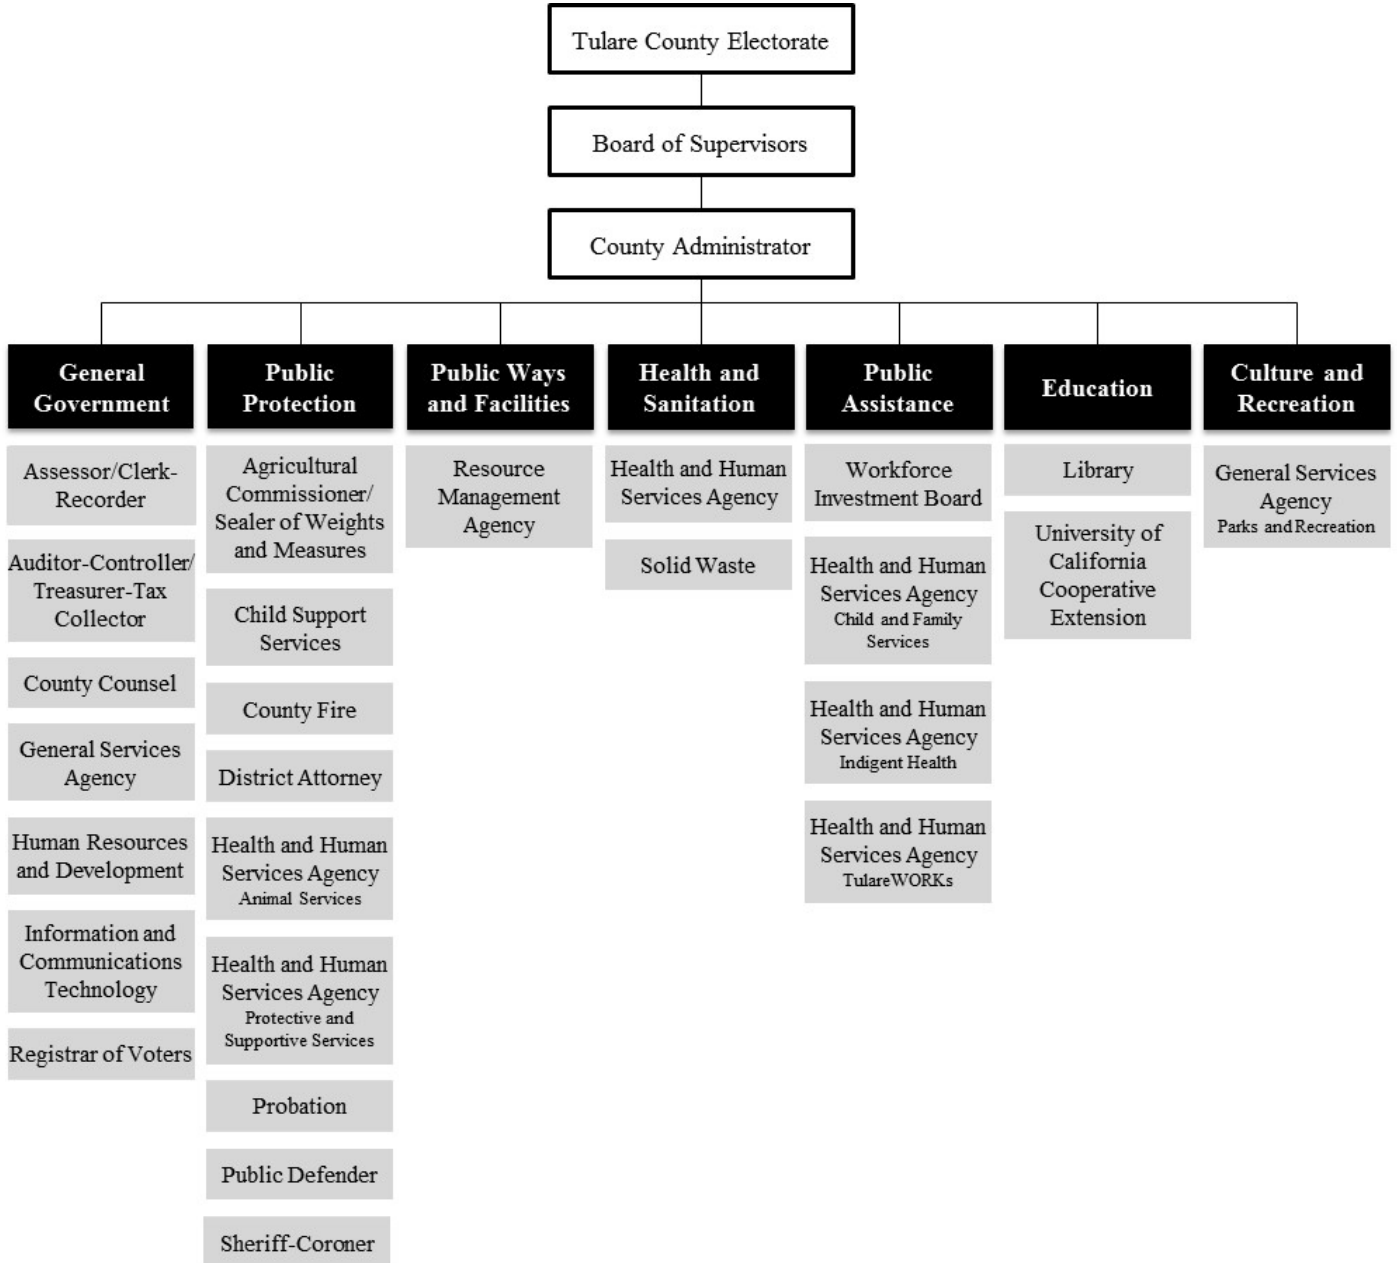 Tulare County Electorate
Board of Supervisors
County Administrator
General
Government
Assessor/Clerk-
Recorder
Auditor-Controller/
Treasurer-Tax
Collector
County Counsel
General Services
Agency
Human Resources
and Development
Information and
Communications
Technology
Registrar of Voters
Public
Protection
Agricultural
Commissioner/
Sealer of Weights
and Measures
Child Support
Services
County Fire
District Attorney
Health and Human
Services Agency
Animal Services
Health and Human
Services Agency
Protective and
Supportive Services
Probation
Public Defender
Sheriff-Coroner
Public Ways
and Facilities
Resource
Management
Agency
Health and
Sanitation
Health and Human
Services Agency
Solid Waste
Public
Assistance
Workforce
Investment Board
Health and Human
Services Agency
Child and Family
Services
Health and Human
Services Agency
Indigent Health
Health and Human
Services Agency
TulareWORKs
Education
Library
University of
California
Cooperative
Extension
Culture and
Recreation
General Services
Agency
Parks and Recreation